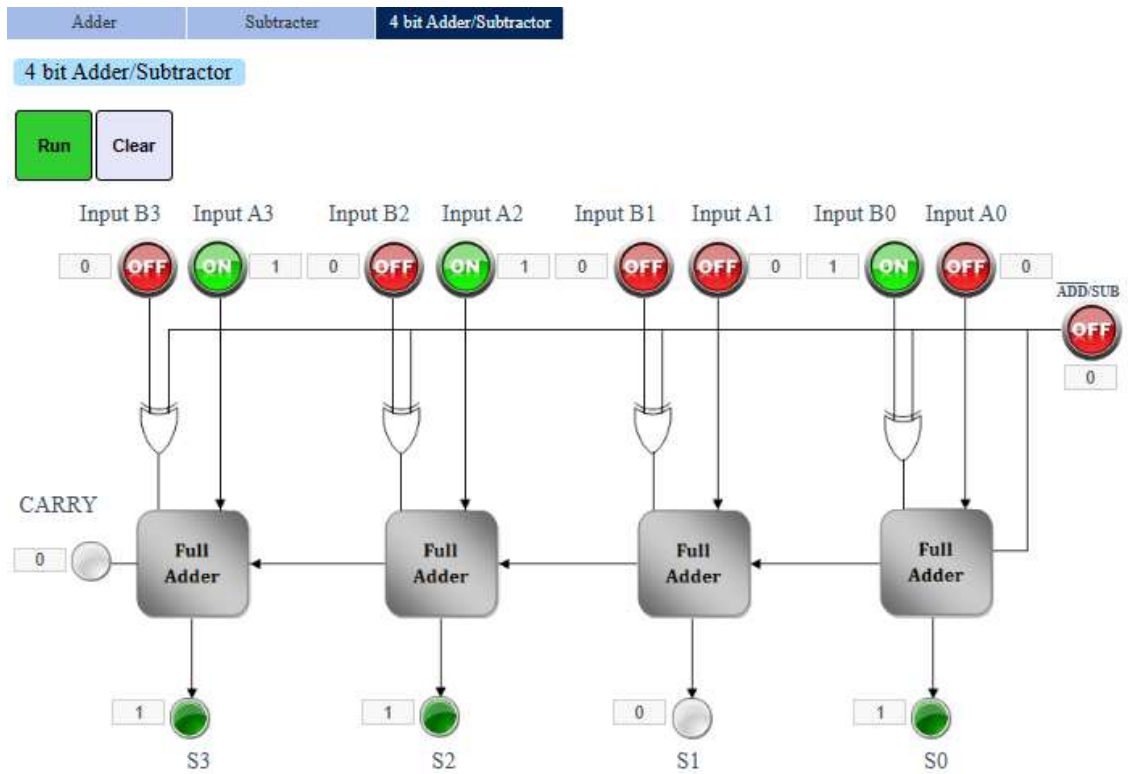 Adder Subtracter 4 bit Adder/Subtractor
4 bit Adder/Subtractor
Run Clear
Input B3 Input A3 Input B2 Input A2 Input B1 Input A1 Input B0 Input A0
0 OFF ON 1 0 OFF ON 1 0 OFF OFF 0 1 ON OFF 0
ADD/SUB
OFF
0
CARRY
0
Full Full Full Full
Adder Adder Adder Adder
1 1 0 1
S3 S2 S1 S0